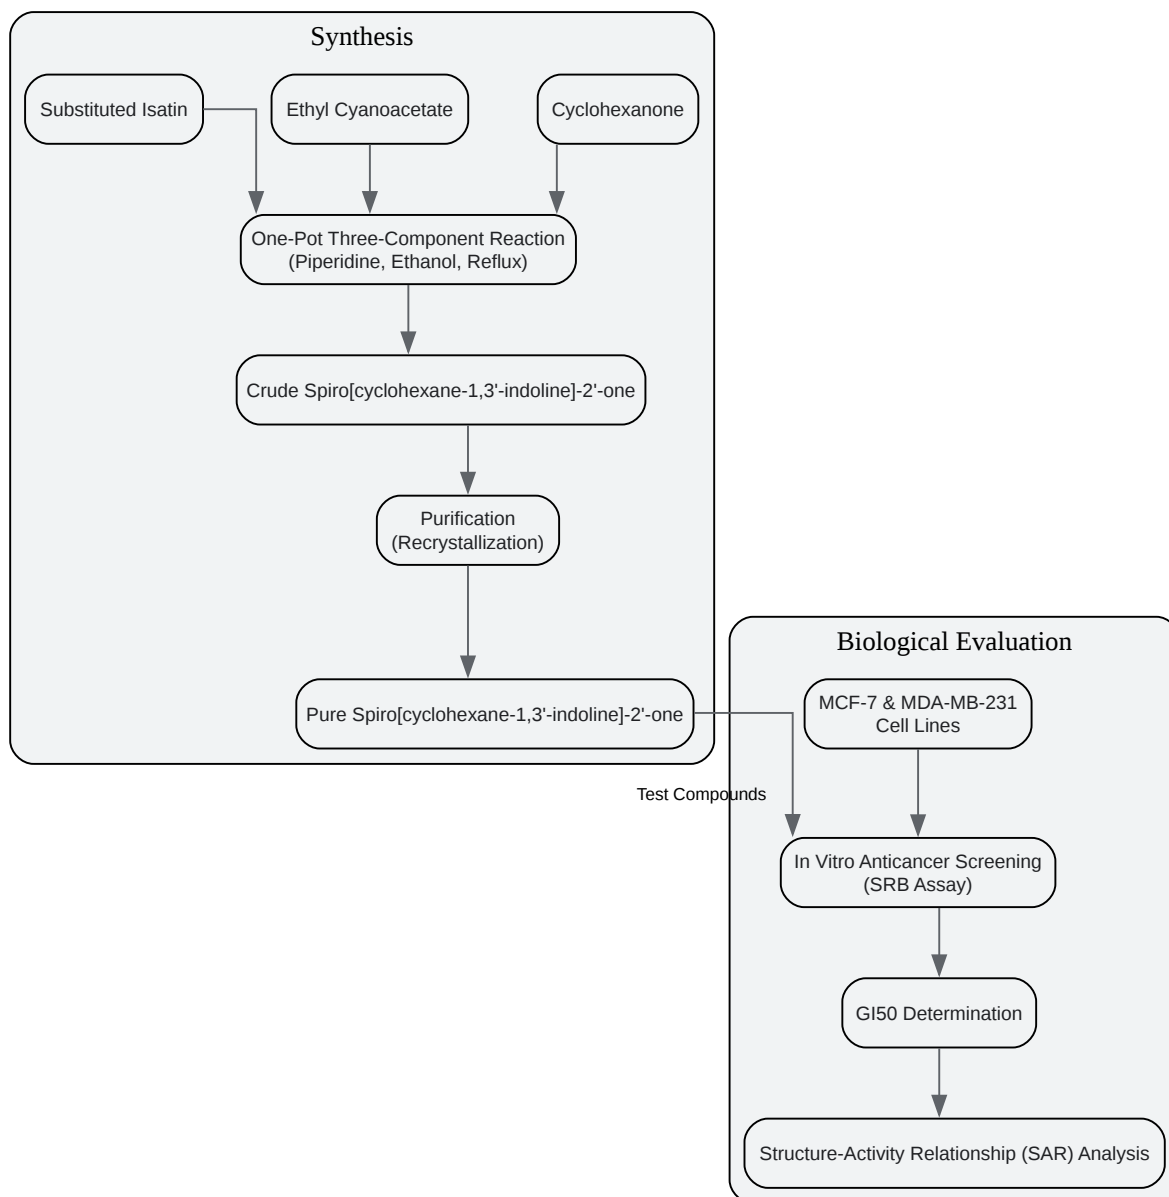 Synthesis
Substituted Isatin
Ethyl Cyanoacetate
Cyclohexanone
One-Pot Three-Component Reaction
(Piperidine, Ethanol, Reflux)
Crude Spiro[cyclohexane-1,3'-indoline]-2'-one
Purification
(Recrystallization)
Pure Spiro[cyclohexane-1,3'-indoline]-2'-one
Test Compounds
Biological Evaluation
MCF-7 & MDA-MB-231
Cell Lines
In Vitro Anticancer Screening
(SRB Assay)
GI50 Determination
Structure-Activity Relationship (SAR) Analysis